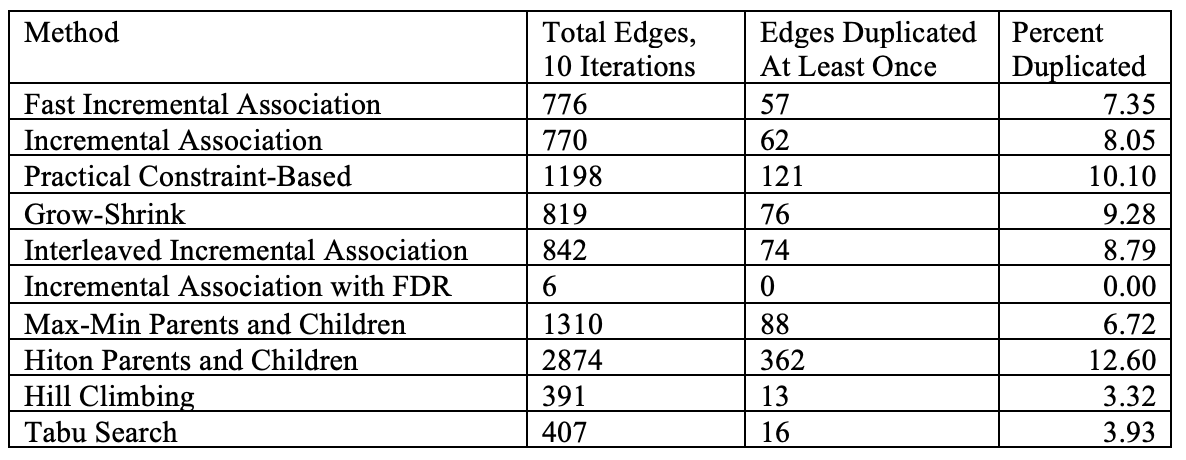 Method Total Edges, 10 Iterations Edges Duplicated At Least Once Percent Duplicated
Fast Incremental Association 776 57 7.35
Incremental Association 770 62 8.05
Practical Constraint-Based 1198 121 10.10
Grow-Shrink 819 76 9.28
Interleaved Incremental Association 842 74 8.79
Incremental Association with FDR 6 0 0.00
Max-Min Parents and Children 1310 88 6.72
Hiton Parents and Children 2874 362 12.60
Hill Climbing 391 13 3.32
Tabu Search 407 16 3.93